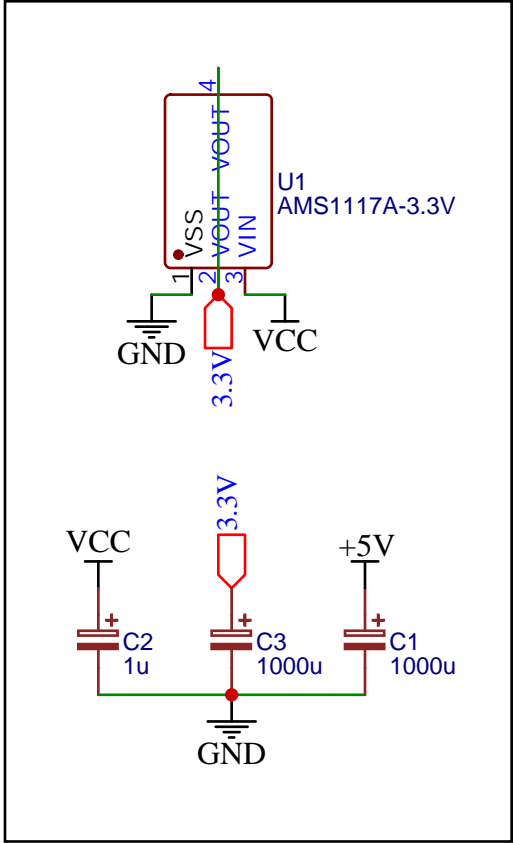 4
VOUT
U1
AMS1117A-3.3V
VSS
VOUT
VIN
1
2
3
GND
VCC
3.3V
3.3V
VCC
+5V
+
+
+
C2
C3
C1
1u
1000u
1000u
GND